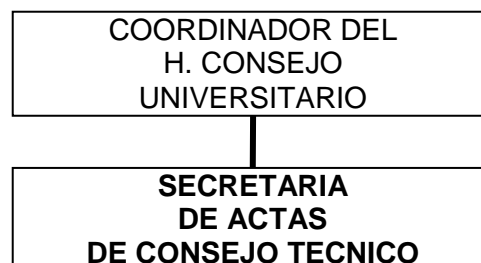 COORDINADOR DEL
H. CONSEJO
UNIVERSITARIO
SECRETARIA
DE ACTAS
DE CONSEJO TECNICO